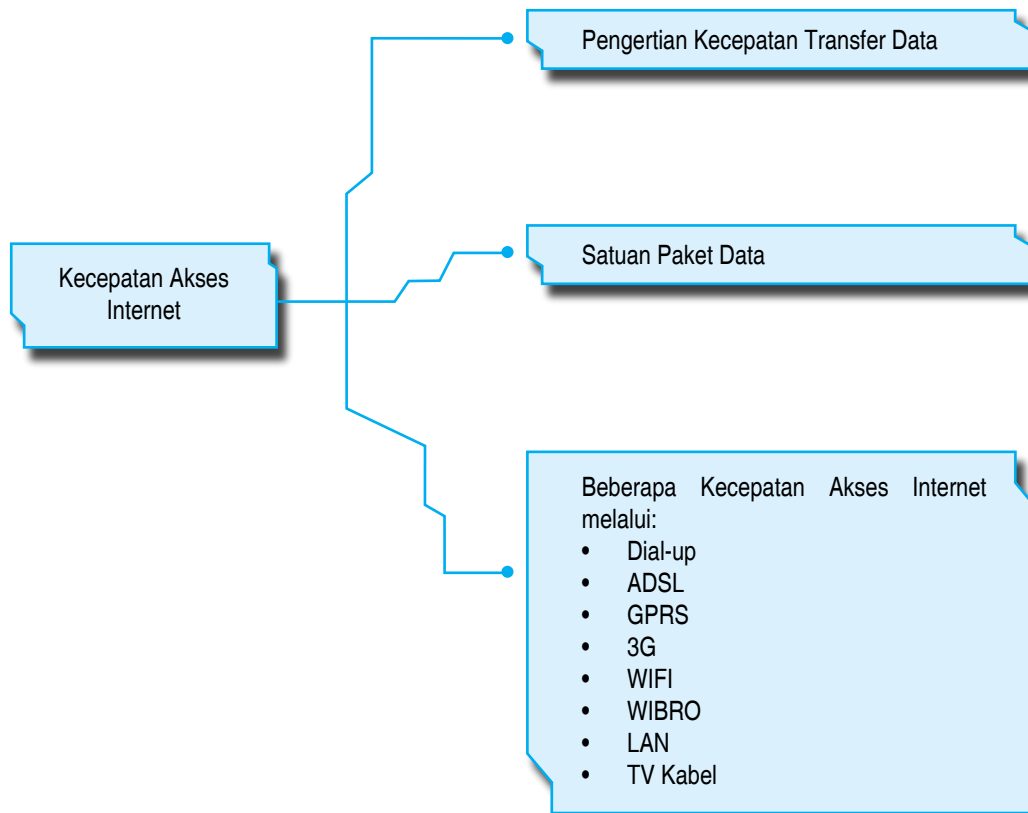 Pengertian Kecepatan Transfer Data
Kecepatan Akses
Internet
Satuan Paket Data
Beberapa Kecepatan Akses Internet
melalui:
• Dial-up
• ADSL
• GPRS
• 3G
• WIFI
• WIBRO
• LAN
• TV Kabel